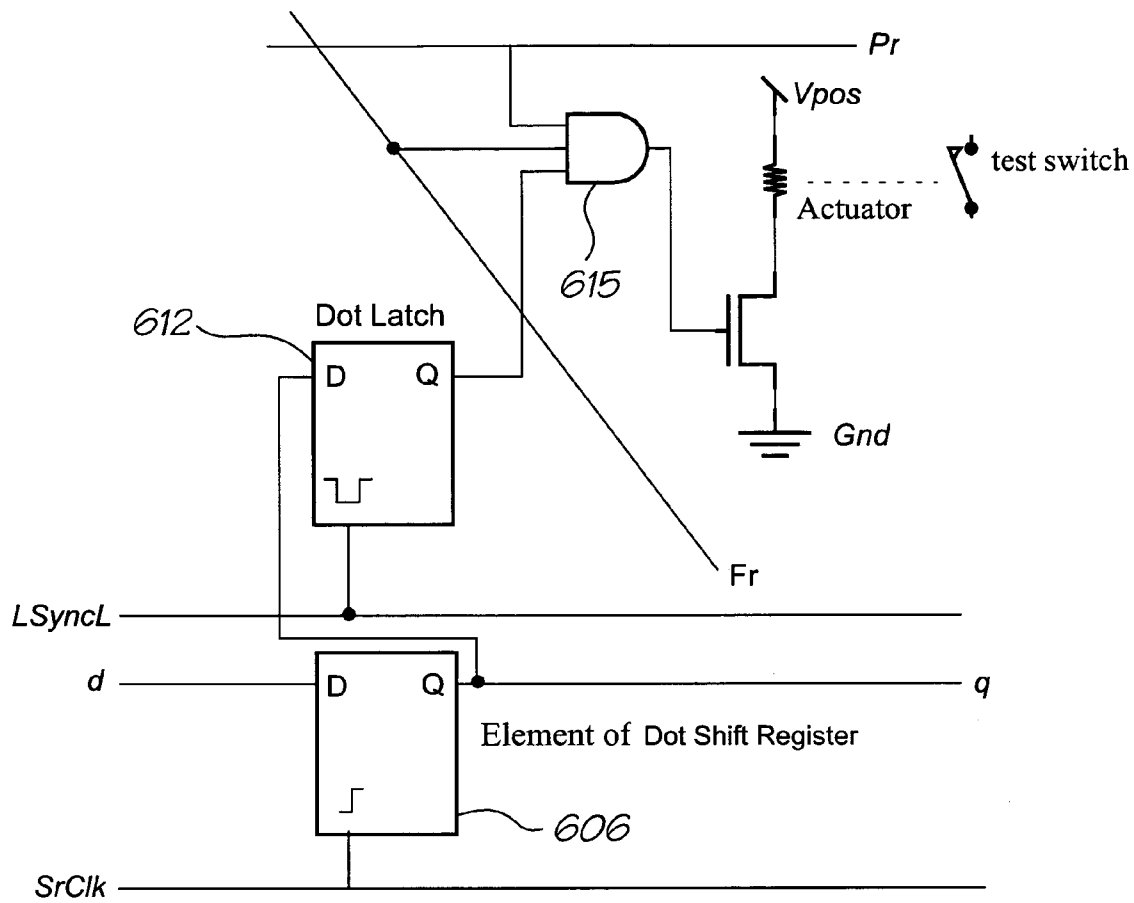 Pr
Vpos
test switch
Actuator
615
612
Dot Latch
D Q
Gnd
Fr
LSyncL
d
D Q
q
Element of Dot Shift Register
606
SrClk